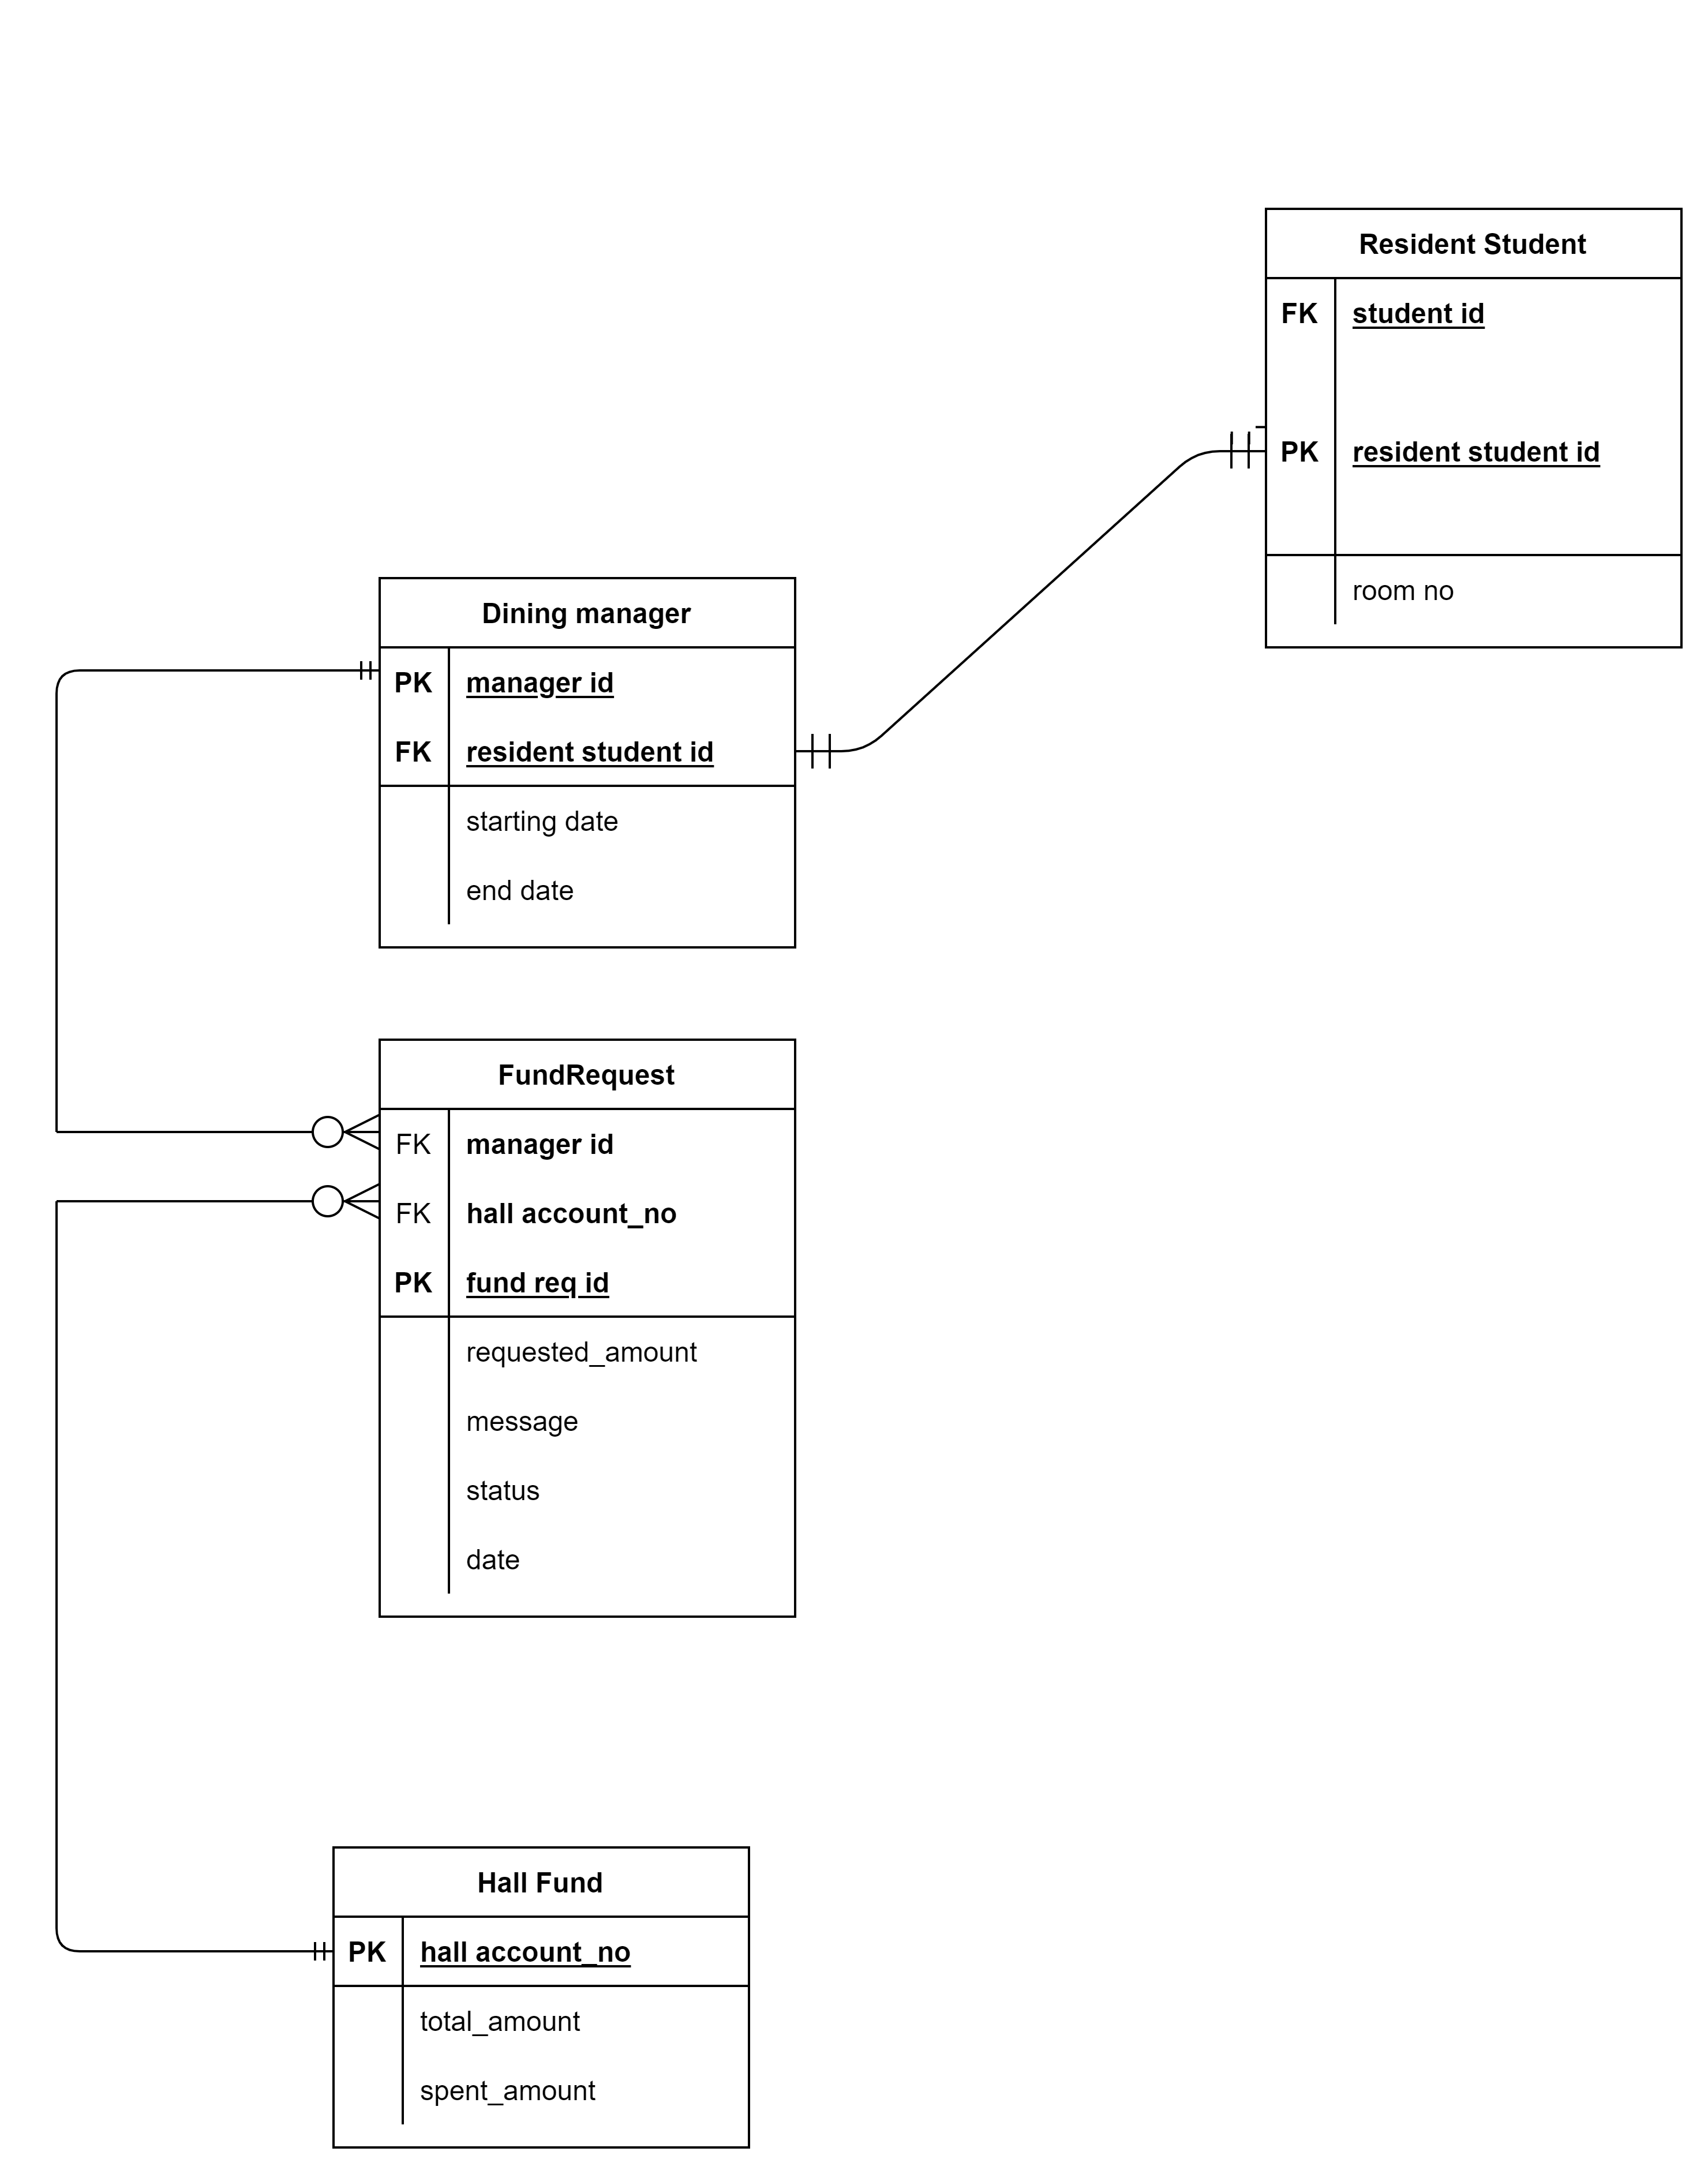 Resident Student
FK student id
PK resident student id
room no
Dining manager
PK manager id
FK resident student id
starting date
end date
FundRequest
FK manager id
FK hall account_no
PK fund req id
requested_amount
message
status
date
Hall Fund
PK hall account_no
total_amount
spent_amount